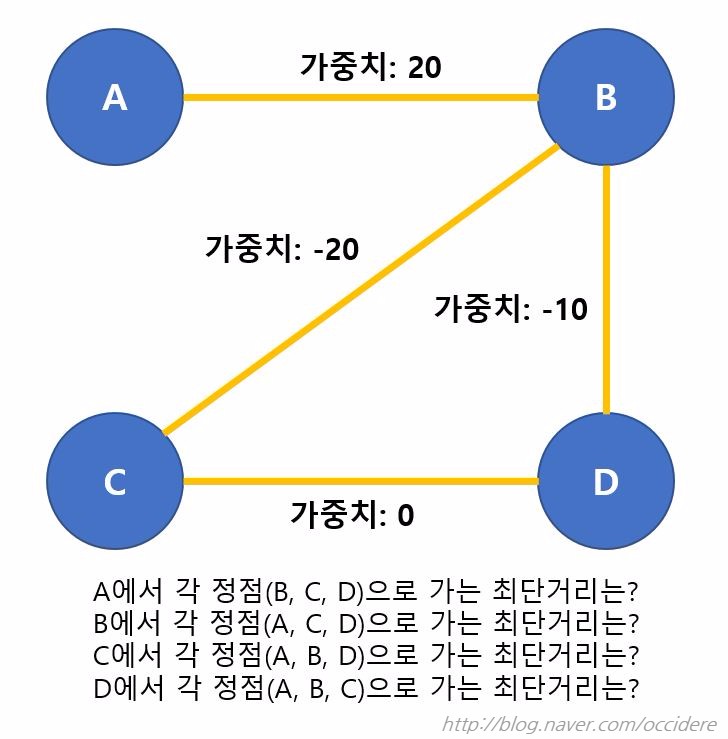 가중치: 20
A
B
가중치: -20
가중치: -10
C
D
가중치: 0
A에서 각 정점(B, C, D)으로 가는 최단거리는?
B에서 각 정점(A, C, D)으로 가는 최단거리는?
C에서 각 정점(A, B, D)으로 가는 최단거리는?
D에서 각 정점(A, B, C)으로 가는 최단거리는?
http://blog.naver.com/occidere